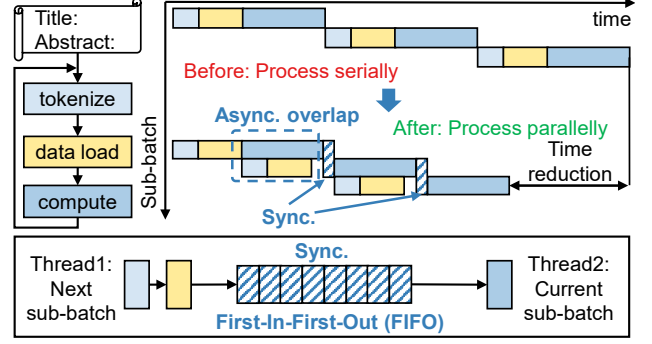 Title:
Abstract:
tokenize
data load
compute
time
Sub-batch
Before: Process serially
After: Process parallelly
Async. overlap
Time
reduction
Sync.
Thread1:
Next
sub-batch
Sync.
First-In-First-Out (FIFO)
Thread2:
Current
sub-batch